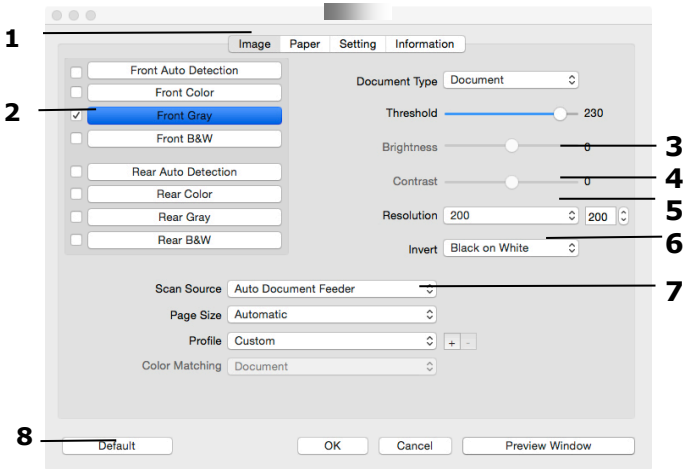 1
Image Paper Setting Information
Front Auto Detection
Front Color
2
Front Gray
Front B&W
Rear Auto Detection
Rear Color
Rear Gray
Rear B&W
Document Type Document
Threshold 230
Brightness 0 3
Contrast 0 4
5
Resolution 200 200
6
Invert Black on White
Scan Source Auto Document Feeder 7
Page Size Automatic
Profile Custom + -
Color Matching Document
8
Default OK Cancel Preview Window